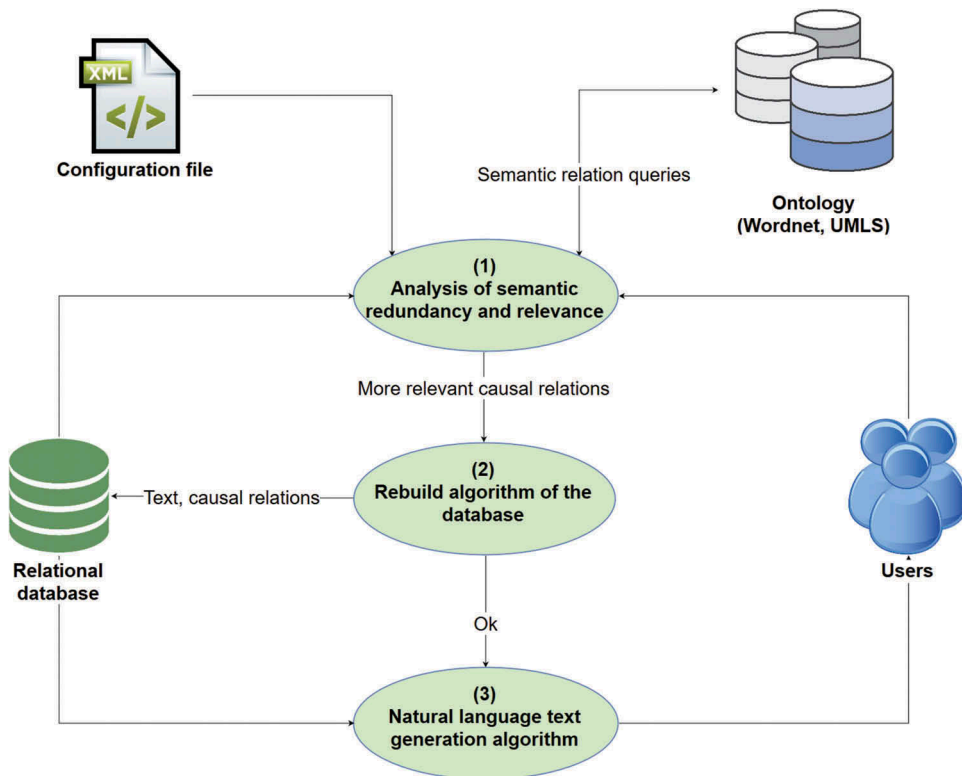 XML
</>
Configuration file
Semantic relation queries
Ontology
(Wordnet, UMLS)
(1)
Analysis of semantic
redundancy and relevance
More relevant causal relations
(2)
Rebuild algorithm of the
database
Text, causal relations
Relational
database
Users
Ok
(3)
Natural language text
generation algorithm